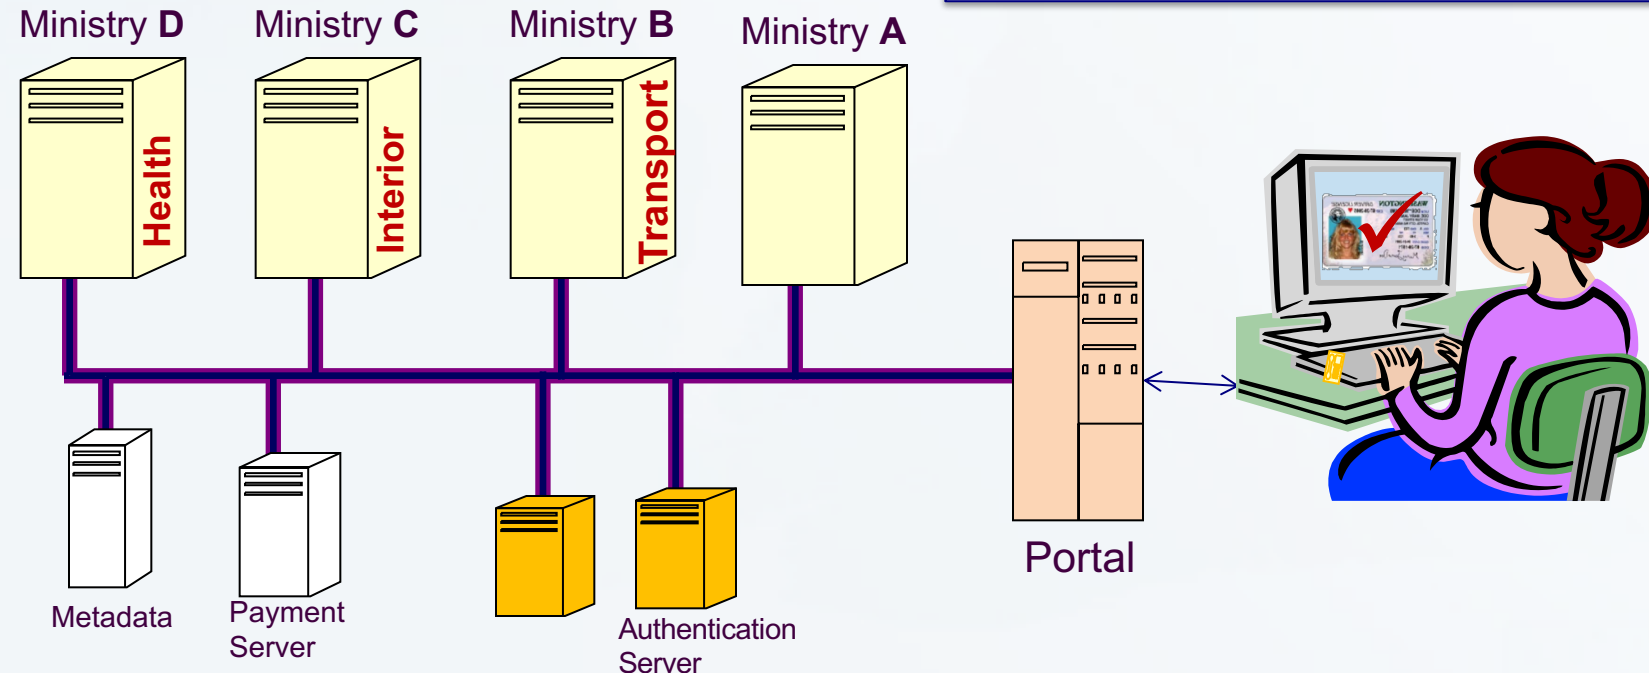 Ministry D
Ministry C
Ministry B
Ministry A
Health
Interior
Transport
Portal
Metadata
Payment
Server
Authentication
Server